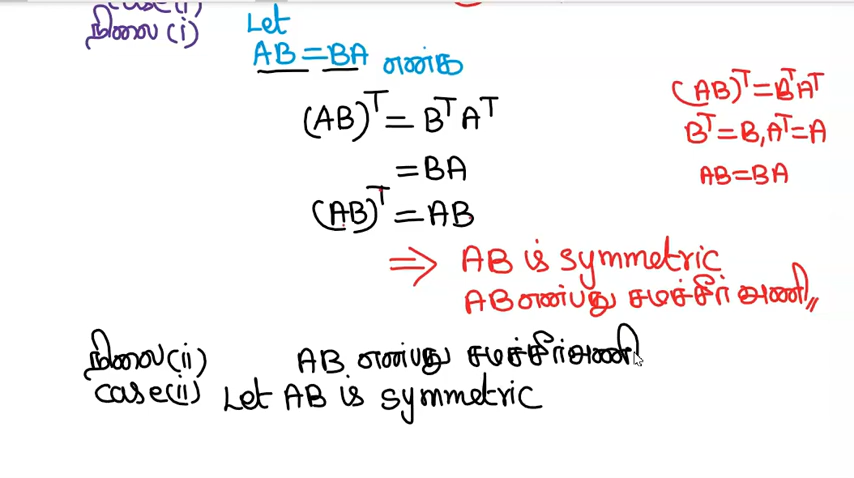 case(i)
நிலை(i) Let
AB=BA என்க
(AB)ᵀ=BᵀAᵀ
=BA
(AB)ᵀ=AB
(AB)ᵀ=BᵀAᵀ
Bᵀ=B, Aᵀ=A
AB=BA
⇒ AB is symmetric
AB என்பது சமச்சீர் அணி//
நிலை(ii) AB என்பது சமச்சீர் அணி
case(ii) Let AB is symmetric